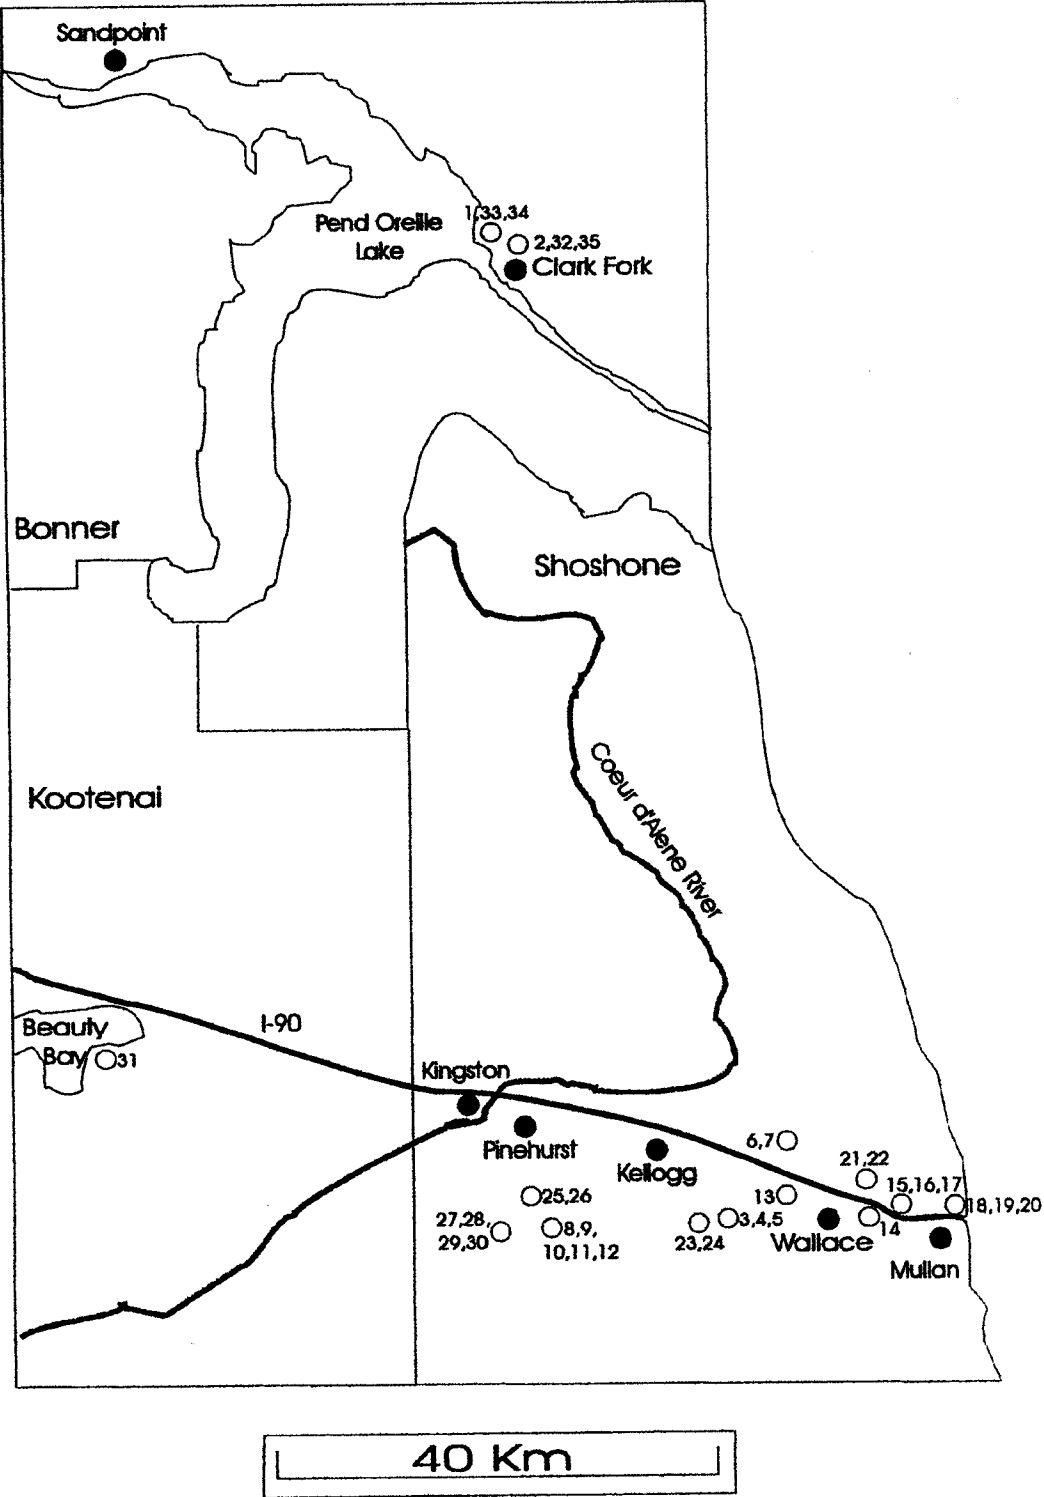 Sandpoint
Pend Oreille
Lake
1,33,34
2,32,35
Clark Fork
Bonner
Shoshone
Kootenai
Coeur d'Alene River
I-90
Beauty
Bay
31
Kingston
Pinehurst
Kellogg
6,7
21,22
15,16,17
18,19,20
13
14
25,26
27,28,
29,30
8,9,
10,11,12
3,4,5
23,24
Wallace
Mullan
40 Km